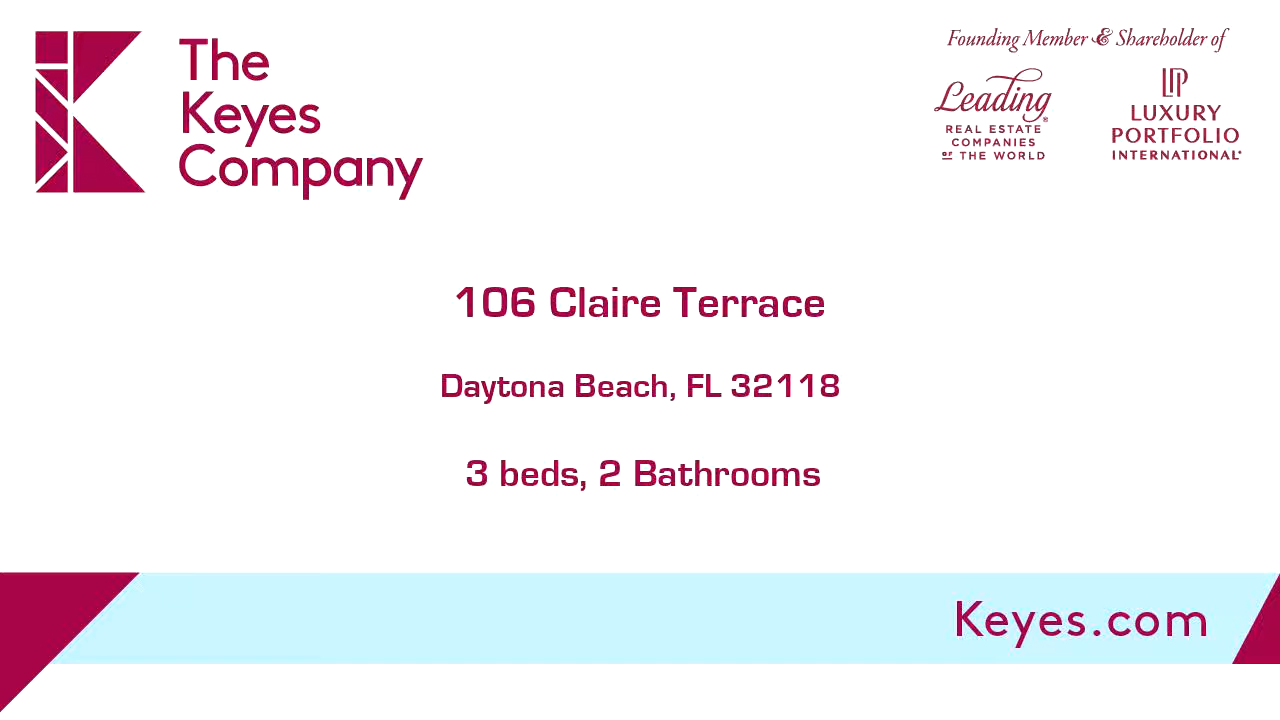 The
Keyes
Company
Founding Member & Shareholder of
Leading®
REAL ESTATE
COMPANIES
OF THE WORLD
LUXURY
PORTFOLIO
INTERNATIONAL®
106 Claire Terrace
Daytona Beach, FL 32118
3 beds, 2 Bathrooms
Keyes.com